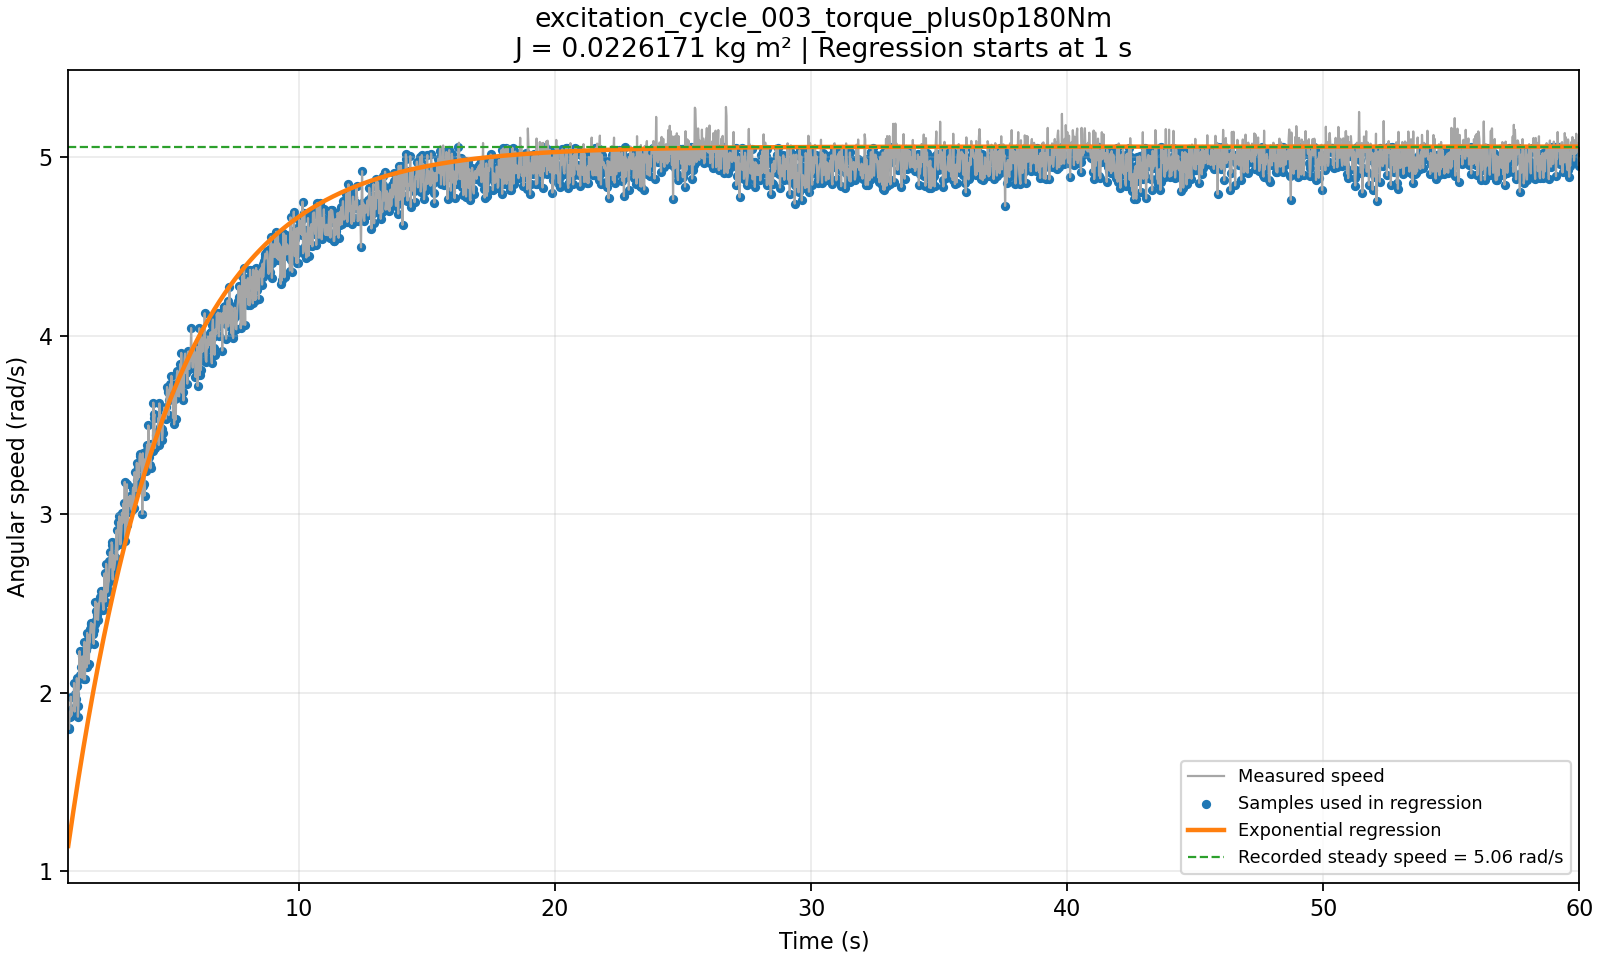 excitation_cycle_003_torque_plus0p180Nm
J = 0.0226171 kg m² | Regression starts at 1 s
Angular speed (rad/s)
5
4
3
2
1
Measured speed
Samples used in regression
Exponential regression
Recorded steady speed = 5.06 rad/s
10 20 30 40 50 60
Time (s)